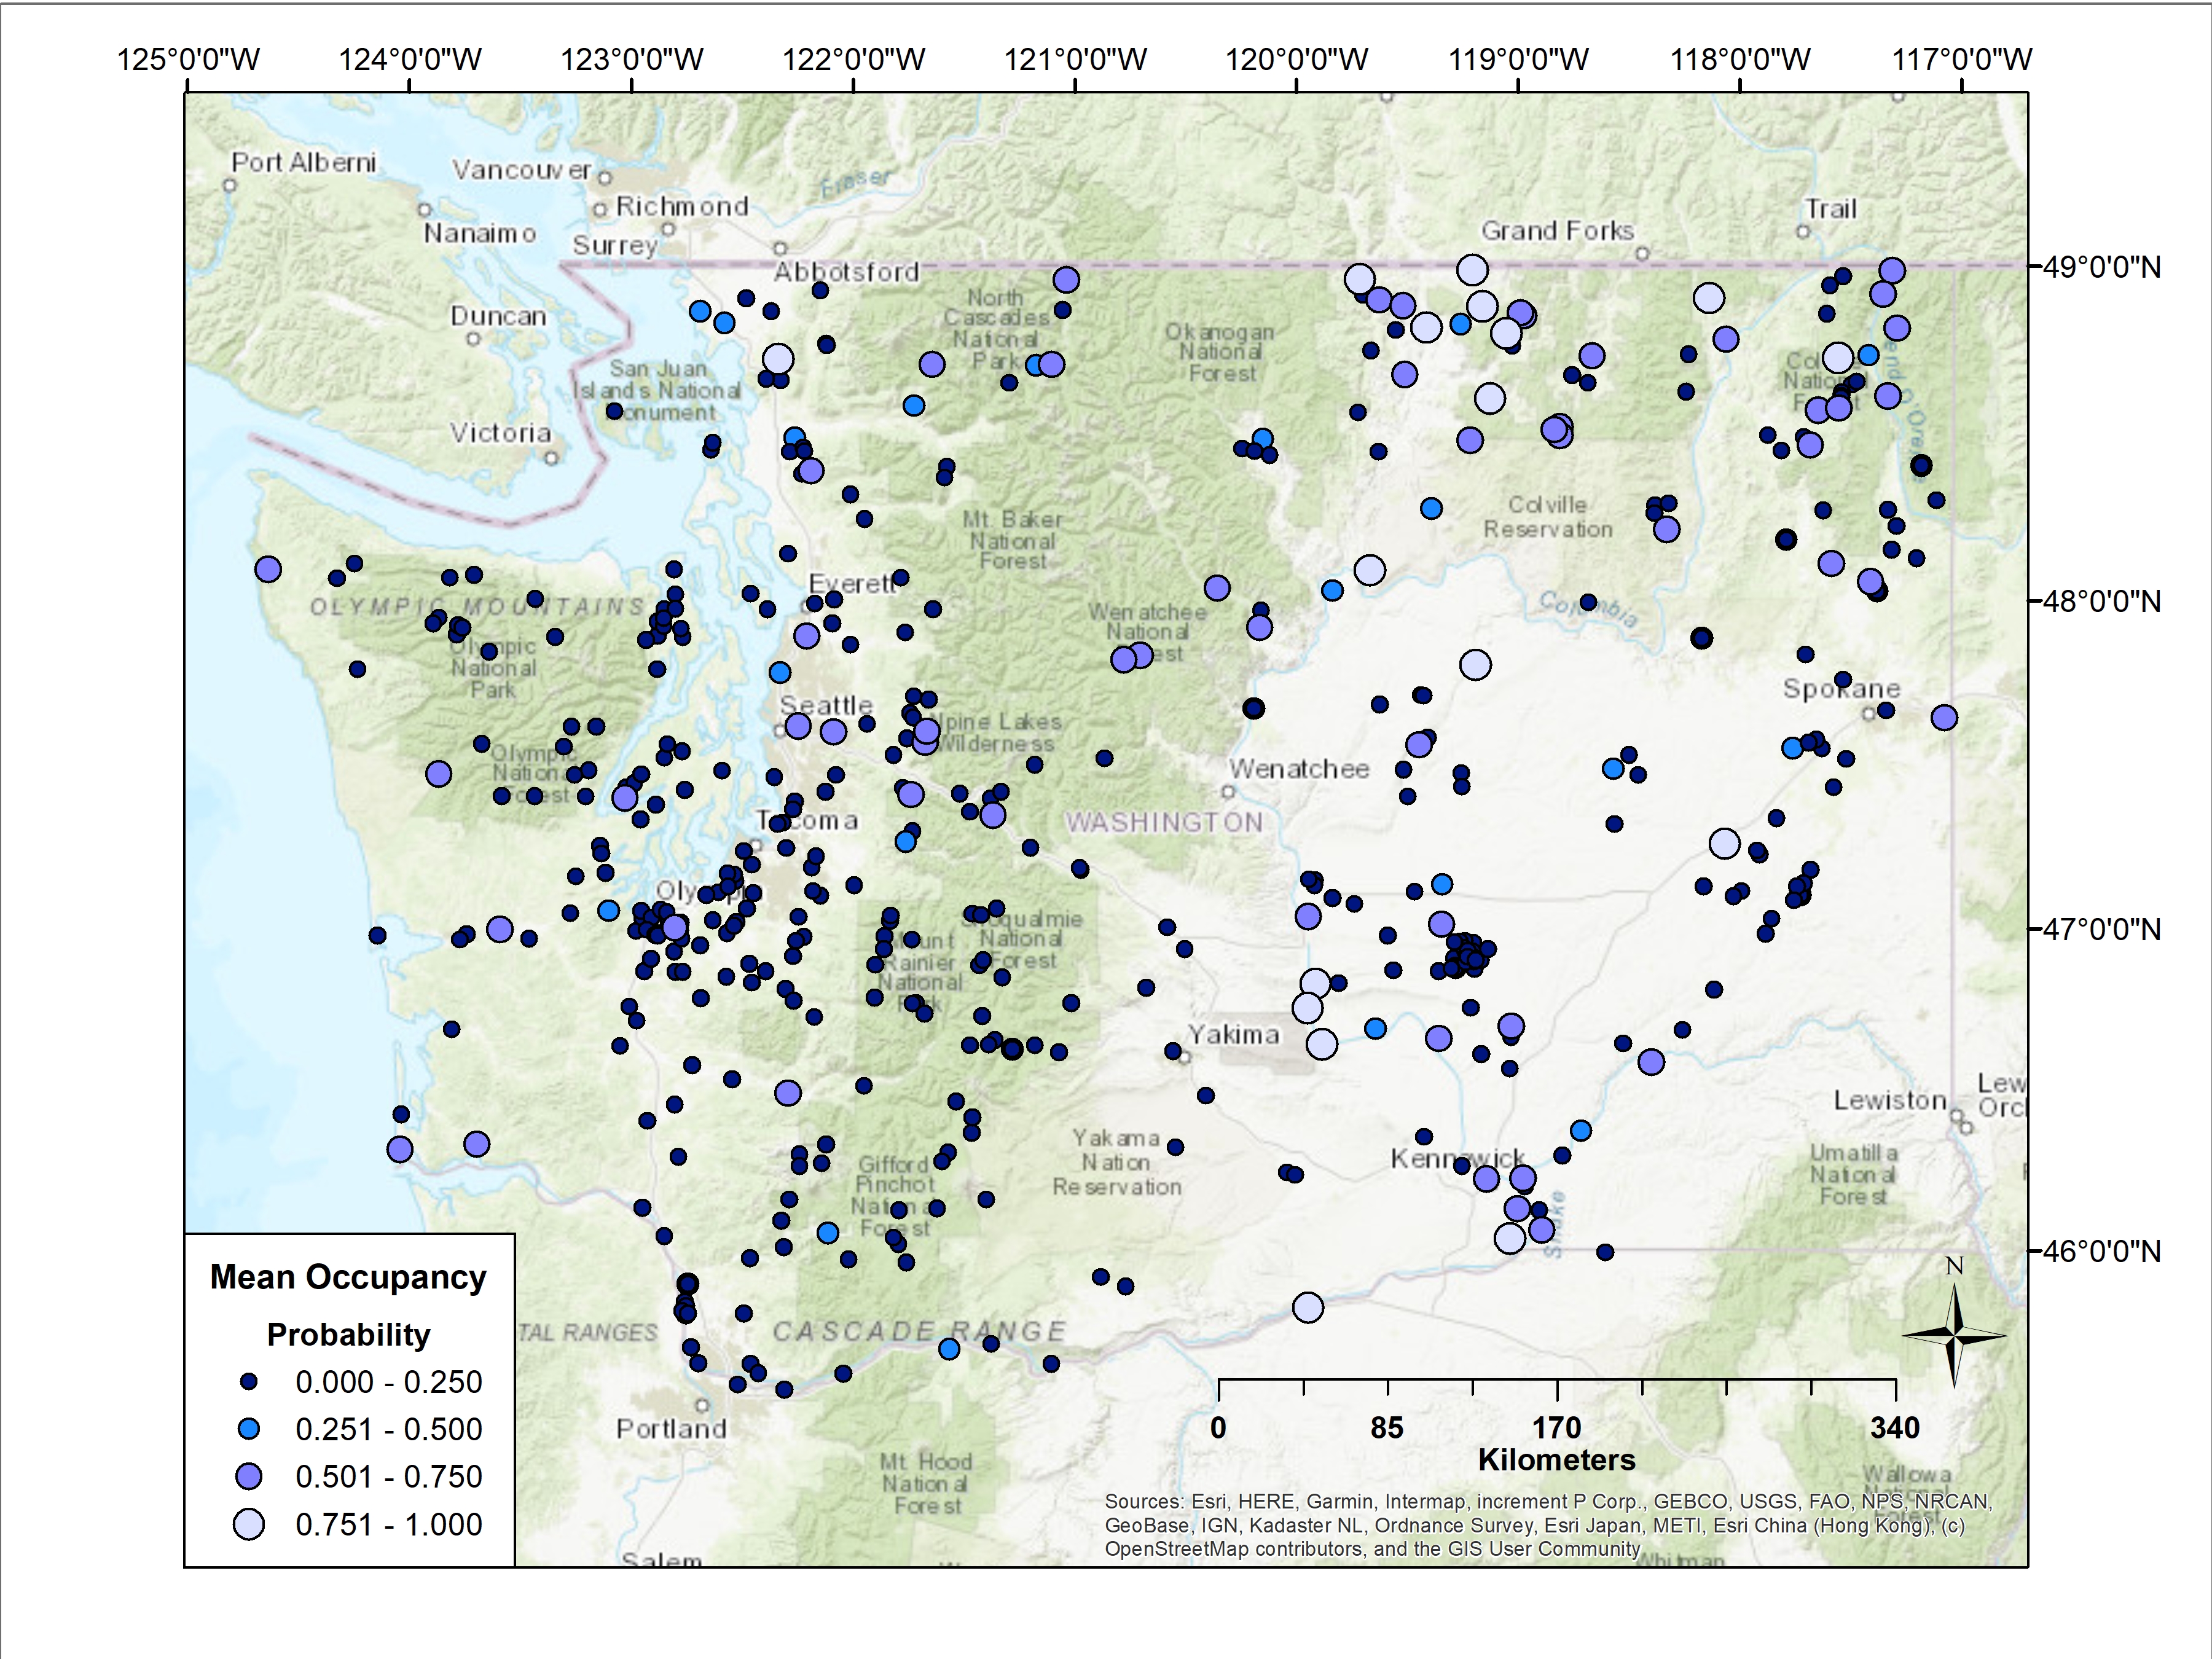 125°0'0"W 124°0'0"W 123°0'0"W 122°0'0"W 121°0'0"W 120°0'0"W 119°0'0"W 118°0'0"W 117°0'0"W
Port Alberni
Vancouver
Fraser
Richmond
Nanaimo
Surrey
Abbotsford
Grand Forks
Trail
49°0'0"N
Duncan
North
Cascades
National
Park
Okanogan
National
Forest
San Juan
Islands National
Monument
Victoria
Mt. Baker
National
Forest
Colville
Reservation
Everett
48°0'0"N
OLYMPIC MOUNTAINS
Olympic
National
Park
Wenatchee
National
Columbia
Seattle
Spokane
Lakes
Wilderness
Olympic
National
Forest
Wenatchee
Tacoma
WASHINGTON
National
Forest
Mount
Rainier
National
Park
47°0'0"N
Yakima
Lewiston
Lew
Orc
Yakama
Nation
Reservation
Kennewick
Umatilla
National
Forest
Gifford
Pinchot
National
Forest
Snake
46°0'0"N
N
Mean Occupancy
Probability
0.000 - 0.250
0.251 - 0.500
0.501 - 0.750
0.751 - 1.000
TAL RANGES
CASCADE RANGE
Portland
Mt Hood
National
Forest
Salem
0 85 170 340
Kilometers
Wallowa
National
Forest
Whitman
Sources: Esri, HERE, Garmin, Intermap, increment P Corp., GEBCO, USGS, FAO, NPS, NRCAN,
GeoBase, IGN, Kadaster NL, Ordnance Survey, Esri Japan, METI, Esri China (Hong Kong), (c)
OpenStreetMap contributors, and the GIS User Community